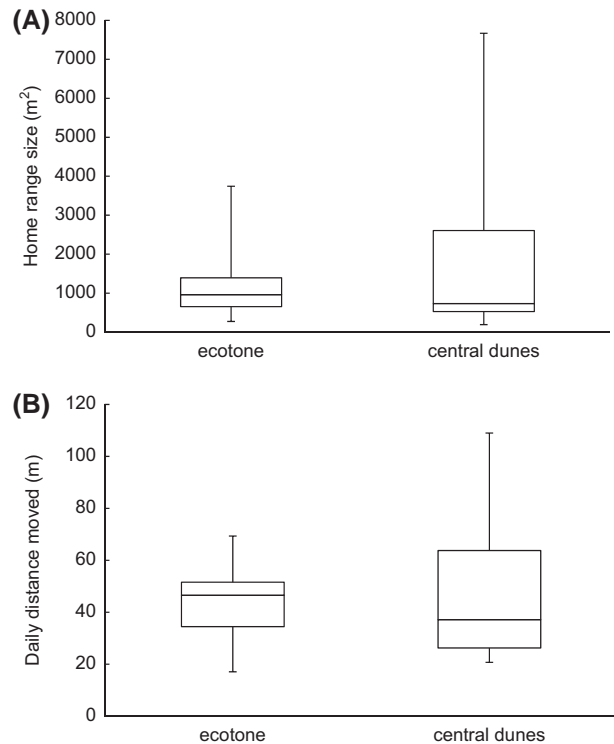 (A)
8000
7000
6000
5000
4000
3000
2000
1000
0
Home range size (m²)
ecotone central dunes
(B)
120
100
80
60
40
20
0
Daily distance moved (m)
ecotone central dunes